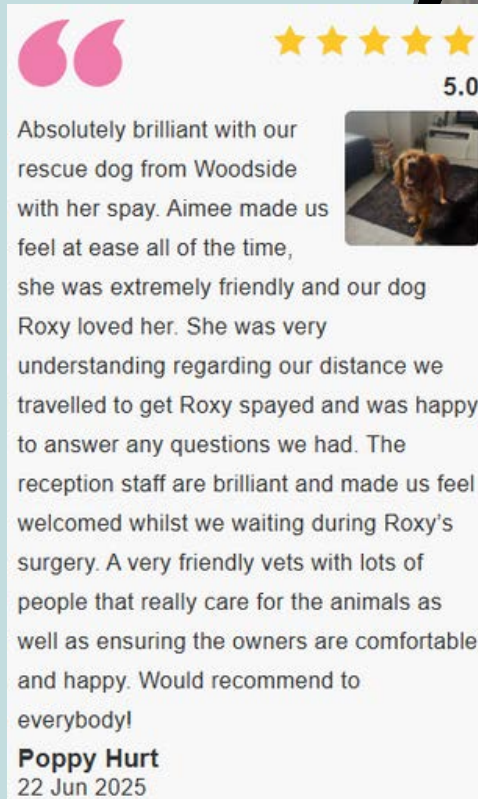 5.0
Absolutely brilliant with our
rescue dog from Woodside
with her spay. Aimee made us
feel at ease all of the time,
she was extremely friendly and our dog
Roxy loved her. She was very
understanding regarding our distance we
travelled to get Roxy spayed and was happy
to answer any questions we had. The
reception staff are brilliant and made us feel
welcomed whilst we waiting during Roxy's
surgery. A very friendly vets with lots of
people that really care for the animals as
well as ensuring the owners are comfortable
and happy. Would recommend to
everybody!
Poppy Hurt
22 Jun 2025